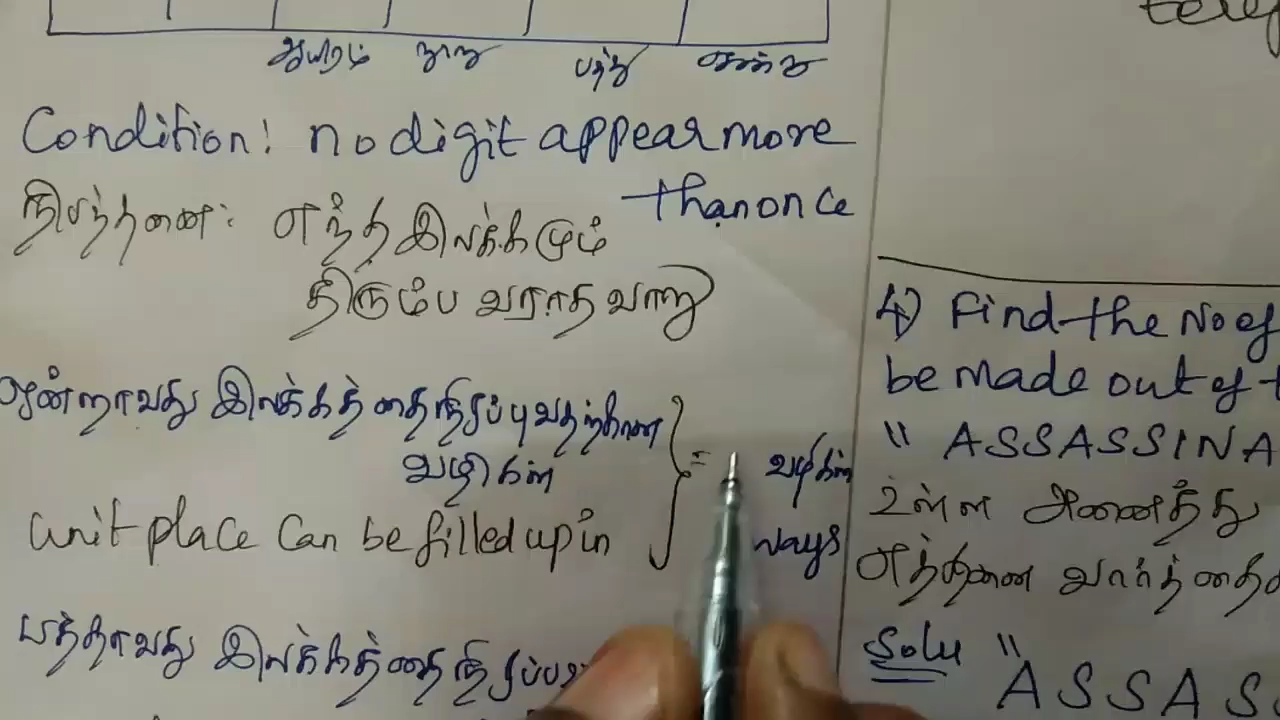 ஆயிரம் நூறு பத்து ஒன்று
Condition: no digit appear more
than once
நிபந்தனை: எந்த இலக்கமும்
திரும்ப வராதவாறு
ஒன்றாவது இலக்கத்தை நிரப்புவதற்கான
வழிகள் = வழிகள்
Unit place Can be filled up in ways
பத்தாவது இலக்கத்தை நிரப்ப
4) Find the No of
be made out of t
" ASSASSINA
உள்ள அனைத்து
எத்தனை வார்த்தை
Solu "
ASSAS